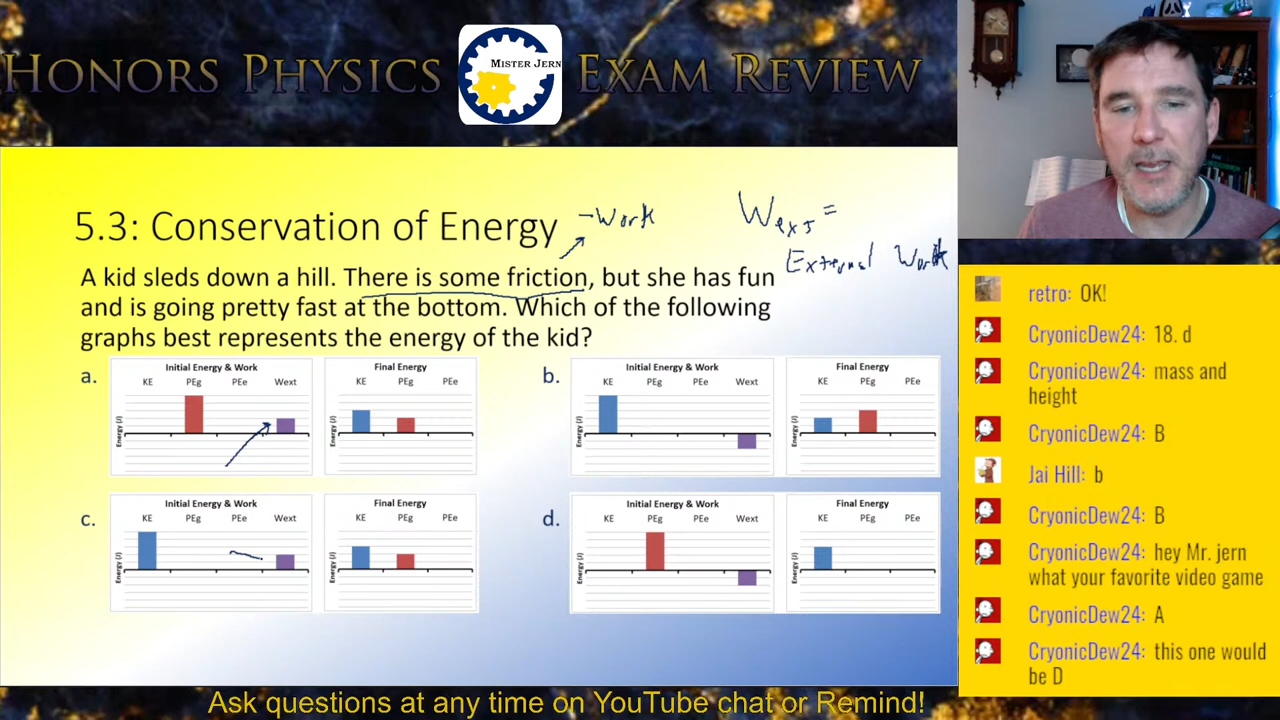 HONORS PHYSICS
MISTER JERN
EXAM REVIEW
5.3: Conservation of Energy
-Work
Wext =
External Work
A kid sleds down a hill. There is some friction, but she has fun
and is going pretty fast at the bottom. Which of the following
graphs best represents the energy of the kid?
a.
Initial Energy & Work
KE PEg PEe Wext
Energy (J)
Final Energy
KE PEg PEe
Energy (J)
b.
Initial Energy & Work
KE PEg PEe Wext
Energy (J)
Final Energy
KE PEg PEe
Energy (J)
c.
Initial Energy & Work
KE PEg PEe Wext
Energy (J)
Final Energy
KE PEg PEe
Energy (J)
d.
Initial Energy & Work
KE PEg PEe Wext
Energy (J)
Final Energy
KE PEg PEe
Energy (J)
retro: OK!
CryonicDew24: 18. d
CryonicDew24: mass and
height
CryonicDew24: B
Jai Hill: b
CryonicDew24: B
CryonicDew24: hey Mr. jern
what your favorite video game
CryonicDew24: A
CryonicDew24: this one would
be D
Ask questions at any time on YouTube chat or Remind!